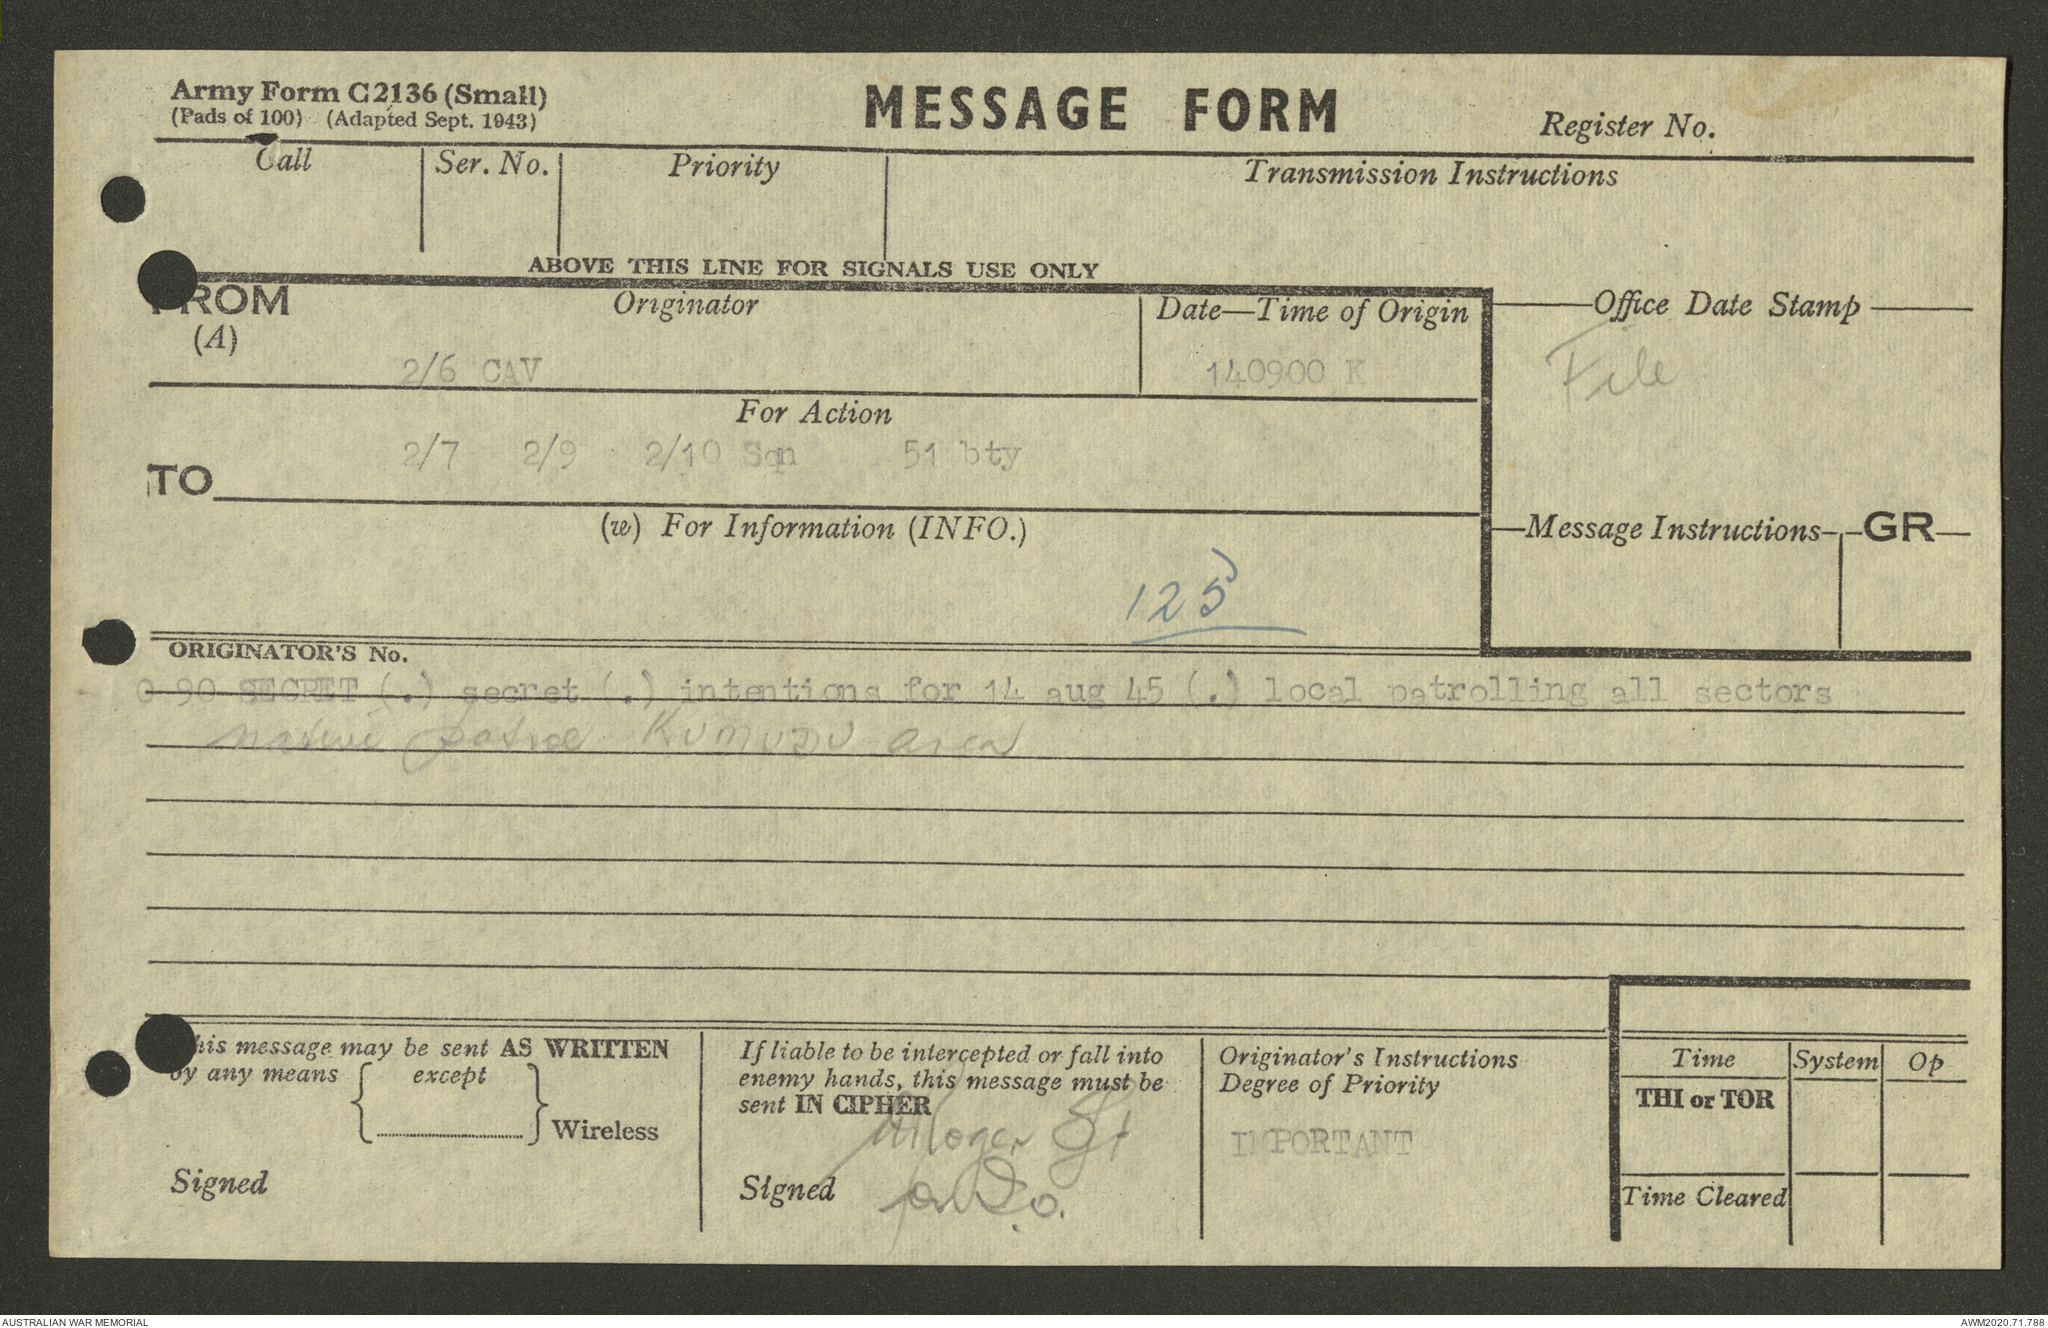 Army Form C2136 (Small)
(Pads of 100) (Adapted Sept. 1943)
MESSAGE FORM
Register No.
Call
Ser. No.
Priority
Transmission Instructions
ABOVE THIS LINE FOR SIGNALS USE ONLY
FROM
(A)
Originator
Date—Time of Origin
Office Date Stamp
2/6 CAV
140900 K
File
For Action
TO
2/7 2/9 2/10 Sqn 51 bty
(w) For Information (INFO.)
Message Instructions
GR
125
ORIGINATOR'S No.
O 90 SECRET (.) secret (.) intentions for 14 aug 45 (.) local patrolling all sectors
native patrol KUMUDU area
This message may be sent AS WRITTEN
by any means except
Wireless
Signed
If liable to be intercepted or fall into
enemy hands, this message must be
sent IN CIPHER
Lt
Signed
Originator's Instructions
Degree of Priority
IMPORTANT
Time
System
Op
THI or TOR
Time Cleared
AUSTRALIAN WAR MEMORIAL
AWM2020.71.788